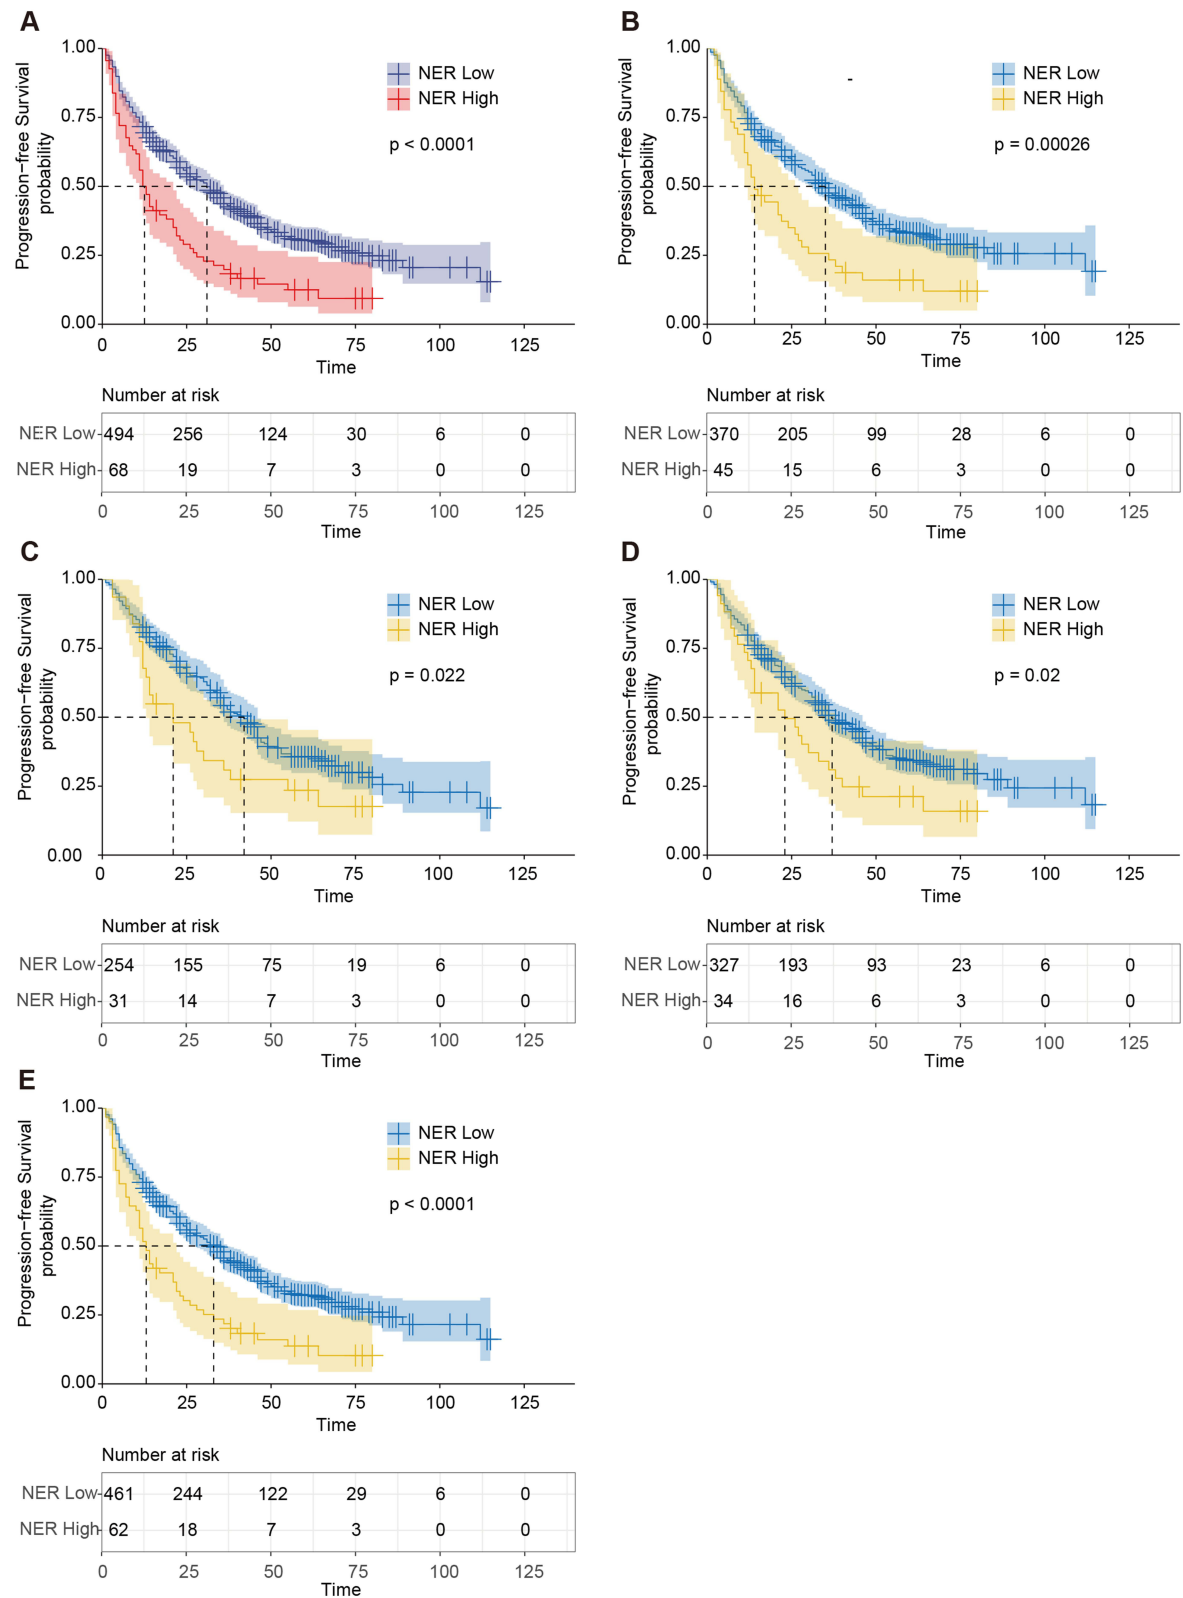 A
Progression−free Survival
probability
1.00
0.75
0.50
0.25
0.00
NER Low
NER High
p < 0.0001
0 25 50 75 100 125
Time
Number at risk
NER Low 494 256 124 30 6 0
NER High 68 19 7 3 0 0
0 25 50 75 100 125
Time
B
Progression−free Survival
probability
1.00
0.75
0.50
0.25
0.00
NER Low
NER High
p = 0.00026
0 25 50 75 100 125
Time
Number at risk
NER Low 370 205 99 28 6 0
NER High 45 15 6 3 0 0
0 25 50 75 100 125
Time
C
Progression−free Survival
probability
1.00
0.75
0.50
0.25
0.00
NER Low
NER High
p = 0.022
0 25 50 75 100 125
Time
Number at risk
NER Low 254 155 75 19 6 0
NER High 31 14 7 3 0 0
0 25 50 75 100 125
Time
D
Progression−free Survival
probability
1.00
0.75
0.50
0.25
0.00
NER Low
NER High
p = 0.02
0 25 50 75 100 125
Time
Number at risk
NER Low 327 193 93 23 6 0
NER High 34 16 6 3 0 0
0 25 50 75 100 125
Time
E
Progression−free Survival
probability
1.00
0.75
0.50
0.25
0.00
NER Low
NER High
p < 0.0001
0 25 50 75 100 125
Time
Number at risk
NER Low 461 244 122 29 6 0
NER High 62 18 7 3 0 0
0 25 50 75 100 125
Time